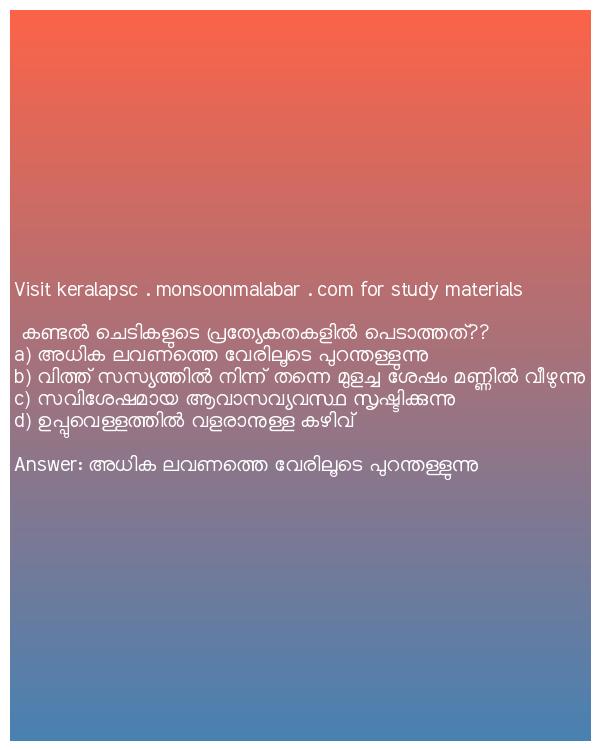 Visit keralapsc . monsoonmalabar . com for study materials
കണ്ടൽ ചെടികളുടെ പ്രത്യേകതകളിൽ പെടാത്തത്??
a) അധിക ലവണത്തെ വേരിലൂടെ പുറന്തള്ളുന്നു
b) വിത്ത് സസ്യത്തിൽ നിന്ന് തന്നെ മുളച്ച ശേഷം മണ്ണിൽ വീഴുന്നു
c) സവിശേഷമായ ആവാസവ്യവസ്ഥ സൃഷ്ടിക്കുന്നു
d) ഉപ്പുവെള്ളത്തിൽ വളരാനുള്ള കഴിവ്
Answer: അധിക ലവണത്തെ വേരിലൂടെ പുറന്തള്ളുന്നു